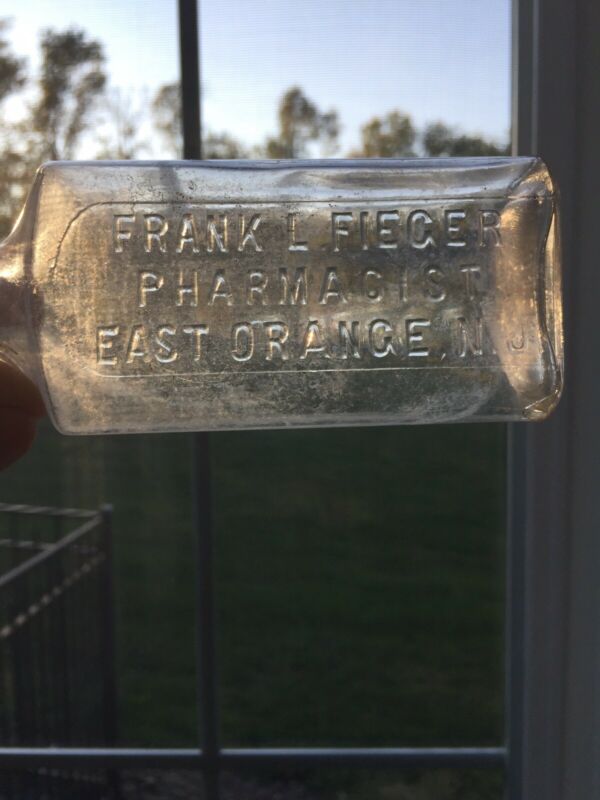 FRANK L. FIEGER
PHARMACIST
EAST ORANGE, N.J.